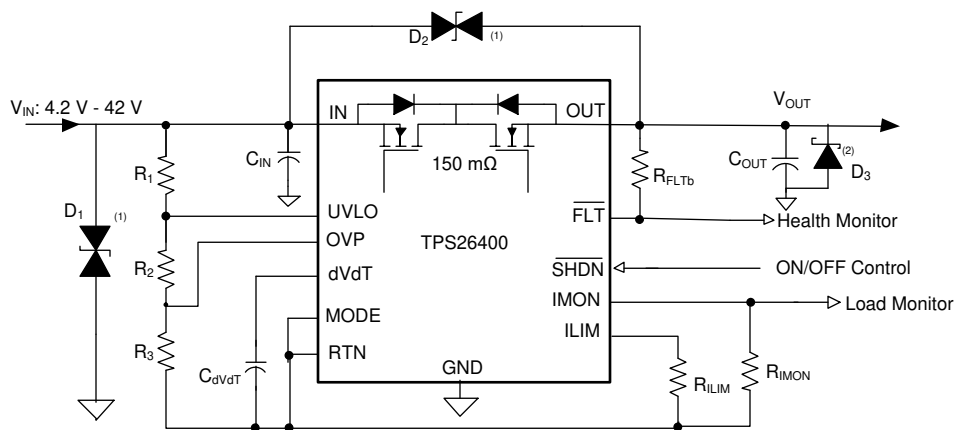 D2 (1)
VIN: 4.2 V - 42 V
IN
OUT
VOUT
CIN
150 mΩ
COUT
(2)
D3
R1
RFLTb
D1 (1)
UVLO
FLT
Health Monitor
OVP
TPS26400
R2
dVdT
SHDN
ON/OFF Control
IMON
Load Monitor
MODE
ILIM
R3
RTN
CdVdT
GND
RILIM
RIMON